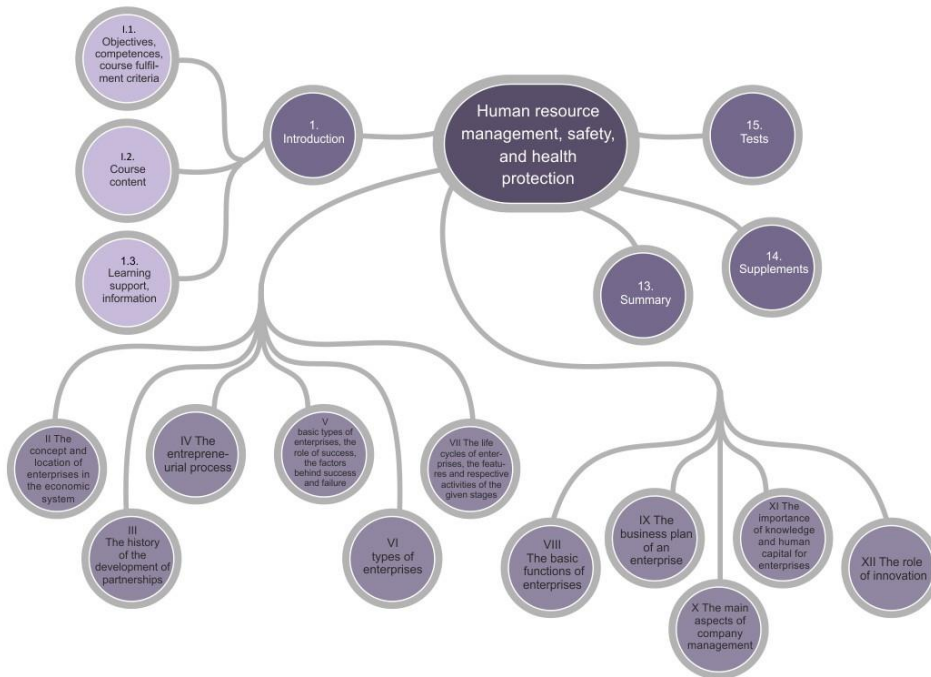 Human resource
management, safety,
and health
protection
1.
Introduction
I.1.
Objectives,
competences,
course fulfil-
ment criteria
I.2.
Course
content
1.3.
Learning
support,
information
II The
concept and
location of
enterprises in
the economic
system
III
The history
of the
development of
partnerships
IV The
entreprene-
urial process
V
basic types of
enterprises, the
role of success,
the factors
behind success
and failure
VI
types of
enterprises
VII The life
cycles of enter-
prises, the featu-
res and respective
activities of the
given stages
VIII
The basic
functions of
enterprises
IX The
business plan
of an
enterprise
X The main
aspects of
company
management
XI The
importance
of knowledge
and human
capital for
enterprises
XII The role
of innovation
13.
Summary
14.
Supplements
15.
Tests